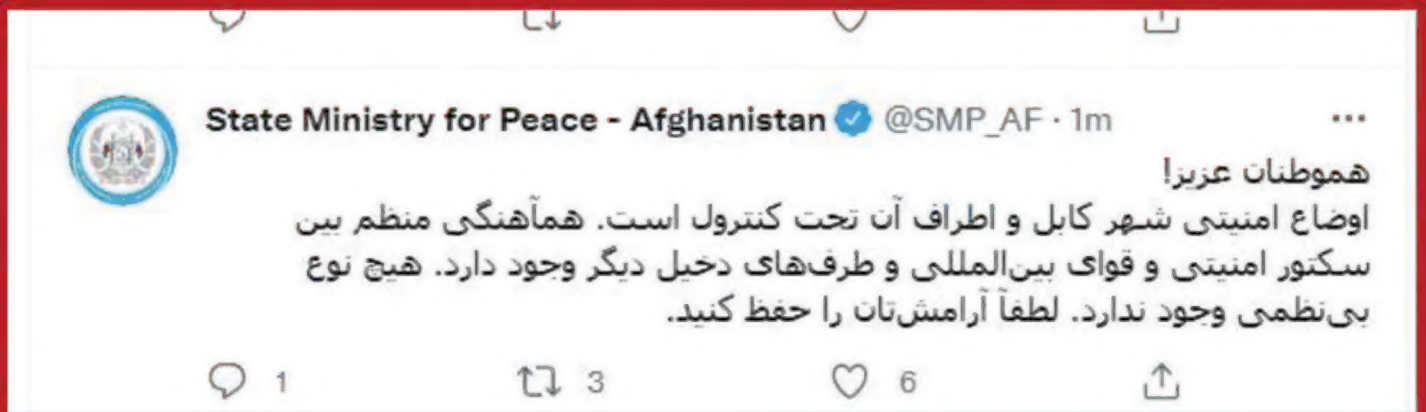 State Ministry for Peace - Afghanistan @SMP_AF · 1m
هموطنان عزیز!
اوضاع امنیتی شهر کابل و اطراف آن تحت کنترول است. همآهنگی منظم بین
سکتور امنیتی و قوای بین‌المللی و طرف‌های دخیل دیگر وجود دارد. هیچ نوع
بی‌نظمی وجود ندارد. لطفاً آرامش‌تان را حفظ کنید.
1 3 6